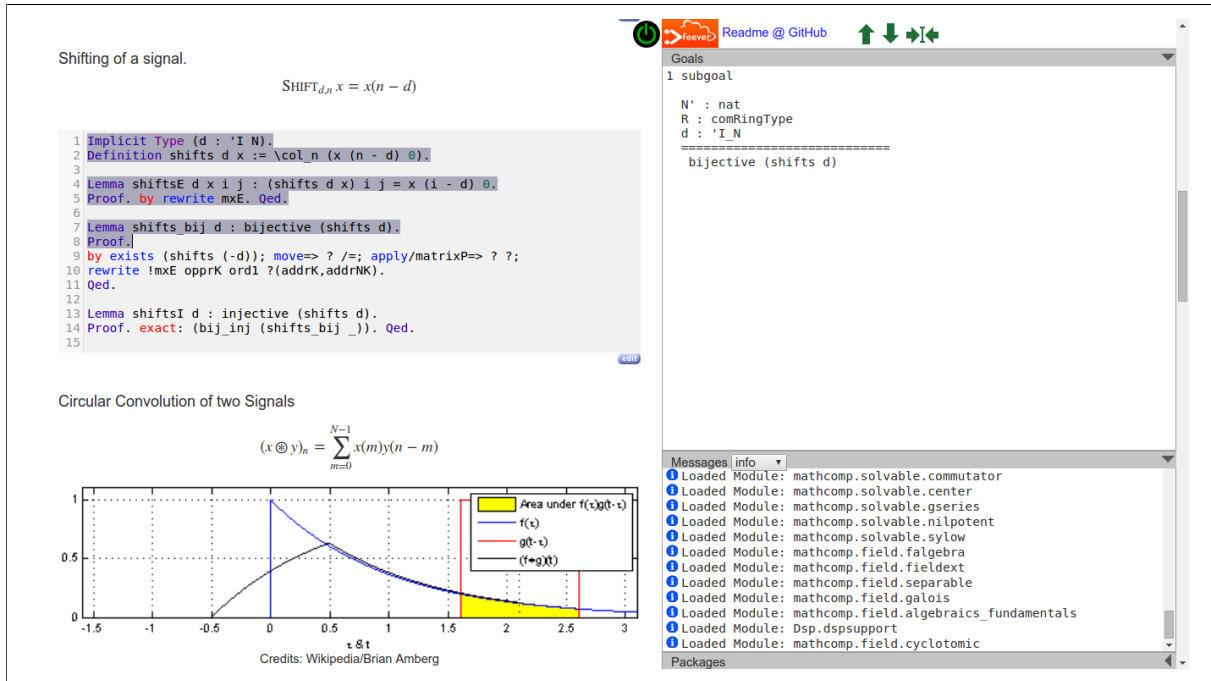 Shifting of a signal.
SHIFT_{d,n} x = x(n − d)
1 Implicit Type (d : 'I_N).
2 Definition shifts d x := \col_n (x (n - d) 0).
3
4 Lemma shiftsE d x i j : (shifts d x) i j = x (i - d) 0.
5 Proof. by rewrite mxE. Qed.
6
7 Lemma shifts_bij d : bijective (shifts d).
8 Proof.
9 by exists (shifts (-d)); move=> ? /=; apply/matrixP=> ? ?;
10 rewrite !mxE opprK ord1 ?(addrK,addrNK).
11 Qed.
12
13 Lemma shiftsI d : injective (shifts d).
14 Proof. exact: (bij_inj (shifts_bij _)). Qed.
15
edit
Circular Convolution of two Signals
(x ⊛ y)_n = ∑_{m=0}^{N−1} x(m)y(n − m)
1
0.5
0
Area under f(τ)g(t-τ)
f(τ)
g(t-τ)
(f∗g)(t)
-1.5 -1 -0.5 0 0.5 1 1.5 2 2.5 3
τ & t
Credits: Wikipedia/Brian Amberg
feever Readme @ GitHub
Goals
1 subgoal
N' : nat
R : comRingType
d : 'I_N
============================
bijective (shifts d)
Messages info
Loaded Module: mathcomp.solvable.commutator
Loaded Module: mathcomp.solvable.center
Loaded Module: mathcomp.solvable.gseries
Loaded Module: mathcomp.solvable.nilpotent
Loaded Module: mathcomp.solvable.sylow
Loaded Module: mathcomp.field.falgebra
Loaded Module: mathcomp.field.fieldext
Loaded Module: mathcomp.field.separable
Loaded Module: mathcomp.field.galois
Loaded Module: mathcomp.field.algebraics_fundamentals
Loaded Module: Dsp.dspsupport
Loaded Module: mathcomp.field.cyclotomic
Packages